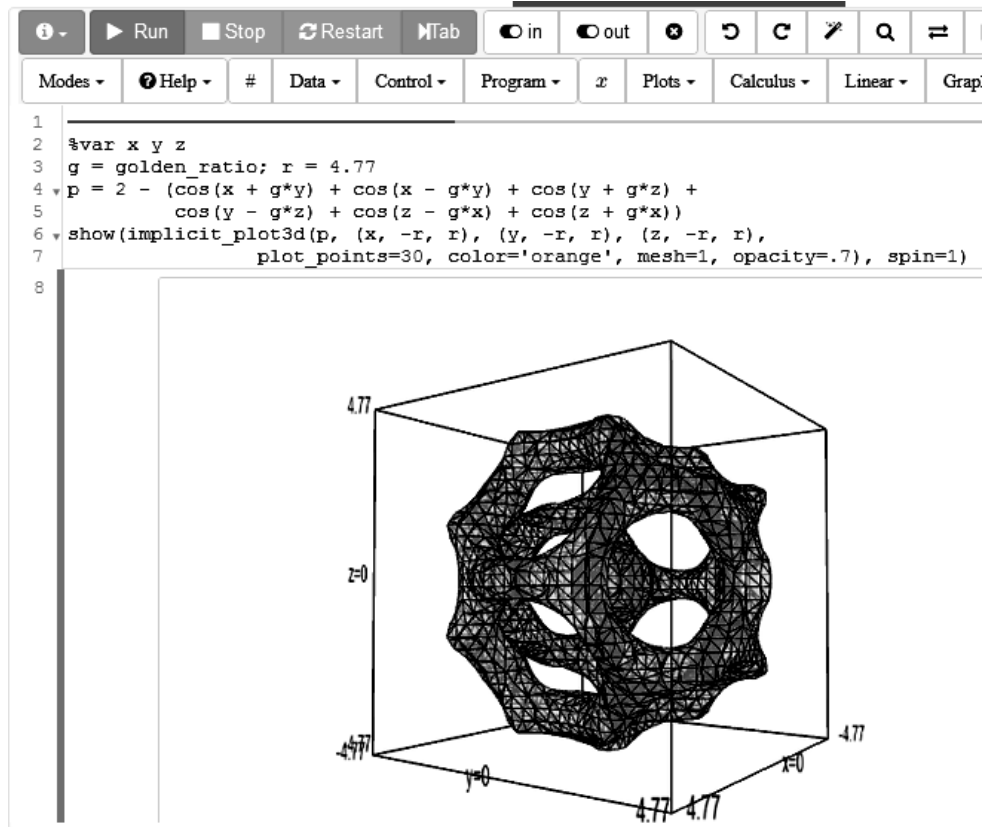 Run Stop Restart Tab in out
Modes Help # Data Control Program x Plots Calculus Linear Grap
1
2 %var x y z
3 g = golden_ratio; r = 4.77
4 p = 2 - (cos(x + g*y) + cos(x - g*y) + cos(y + g*z) +
5 cos(y - g*z) + cos(z - g*x) + cos(z + g*x))
6 show(implicit_plot3d(p, (x, -r, r), (y, -r, r), (z, -r, r),
7 plot_points=30, color='orange', mesh=1, opacity=.7), spin=1)
8
4.77
z=0
-4.77
-4.77
4.77
y=0
x=0
4.77 4.77